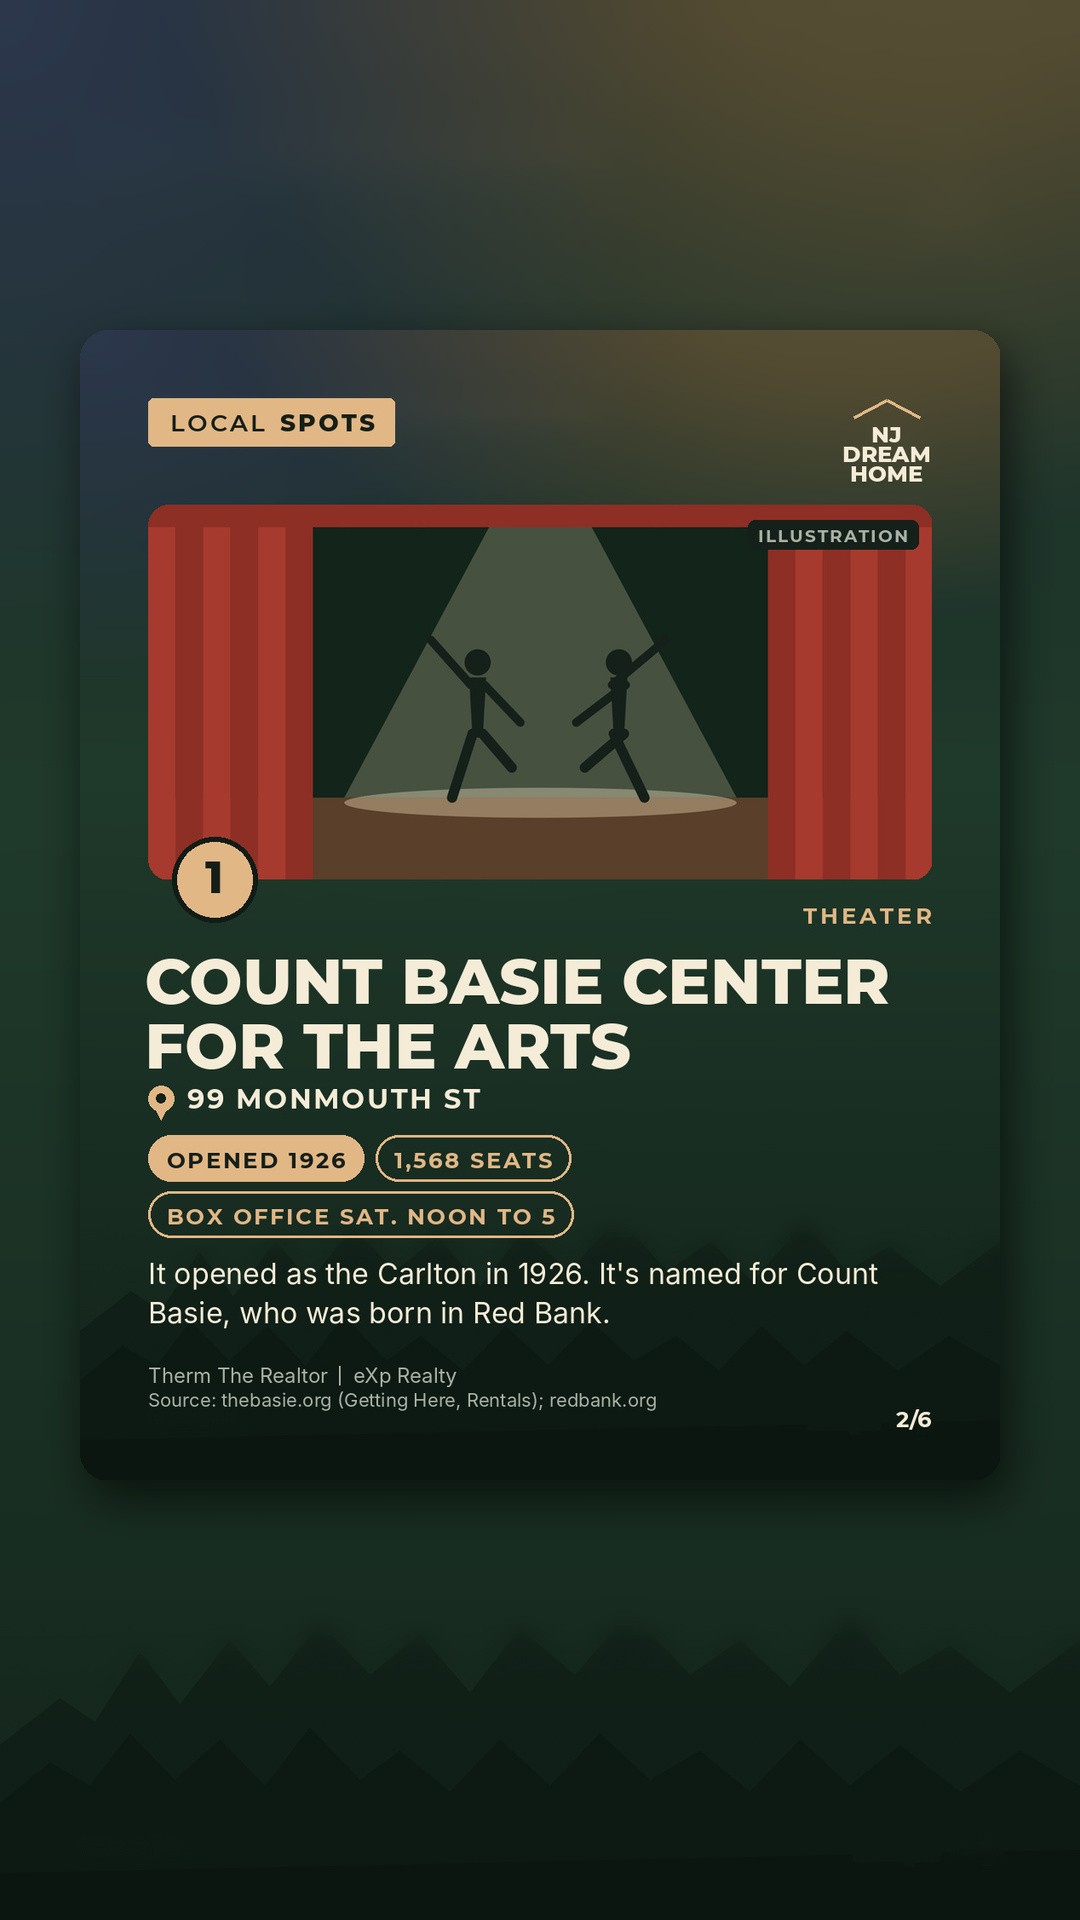 LOCAL SPOTS
NJ
DREAM
HOME
ILLUSTRATION
1
THEATER
COUNT BASIE CENTER
FOR THE ARTS
99 MONMOUTH ST
OPENED 1926
1,568 SEATS
BOX OFFICE SAT. NOON TO 5
It opened as the Carlton in 1926. It's named for Count
Basie, who was born in Red Bank.
Therm The Realtor | eXp Realty
Source: thebasie.org (Getting Here, Rentals); redbank.org
2/6